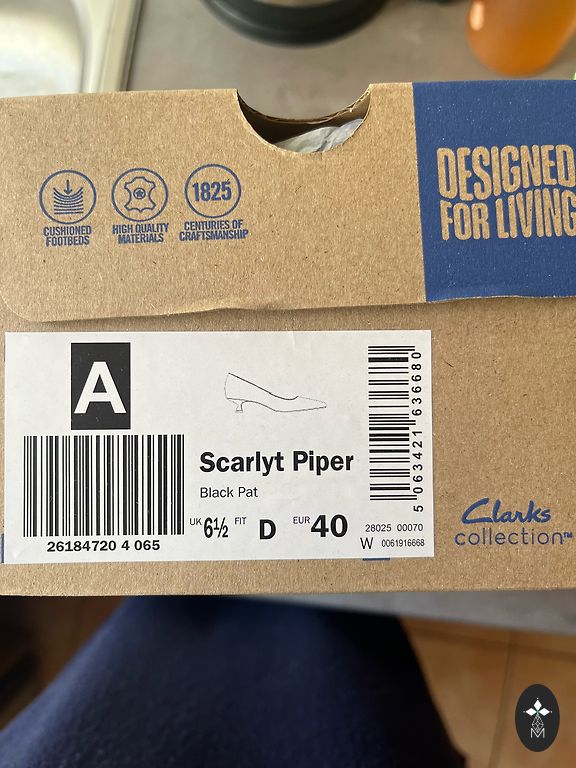 DESIGNED
FOR LIVING
1825
CUSHIONED
FOOTBEDS
HIGH QUALITY
MATERIALS
CENTURIES OF
CRAFTSMANSHIP
A
Scarlyt Piper
Black Pat
UK 6½ FIT D EUR 40
26184720 4 065
5 063421 636680
28025 00070
W 0061916668
Clarks
collection™
M